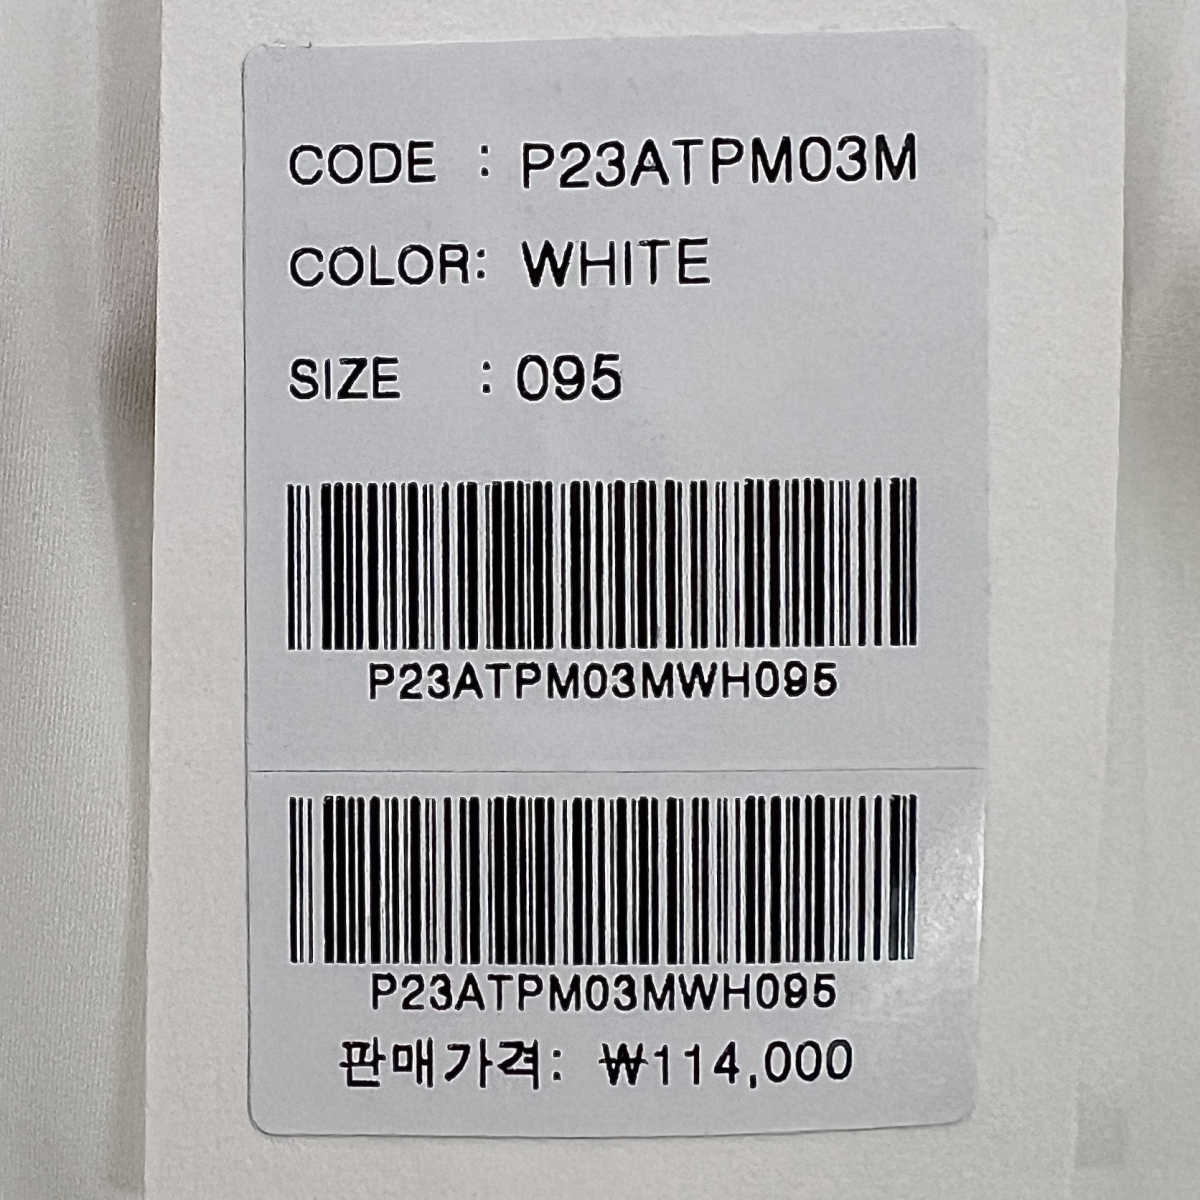 CODE : P23ATPM03M
COLOR: WHITE
SIZE : 095
P23ATPM03MWH095
P23ATPM03MWH095
판매가격: ₩114,000